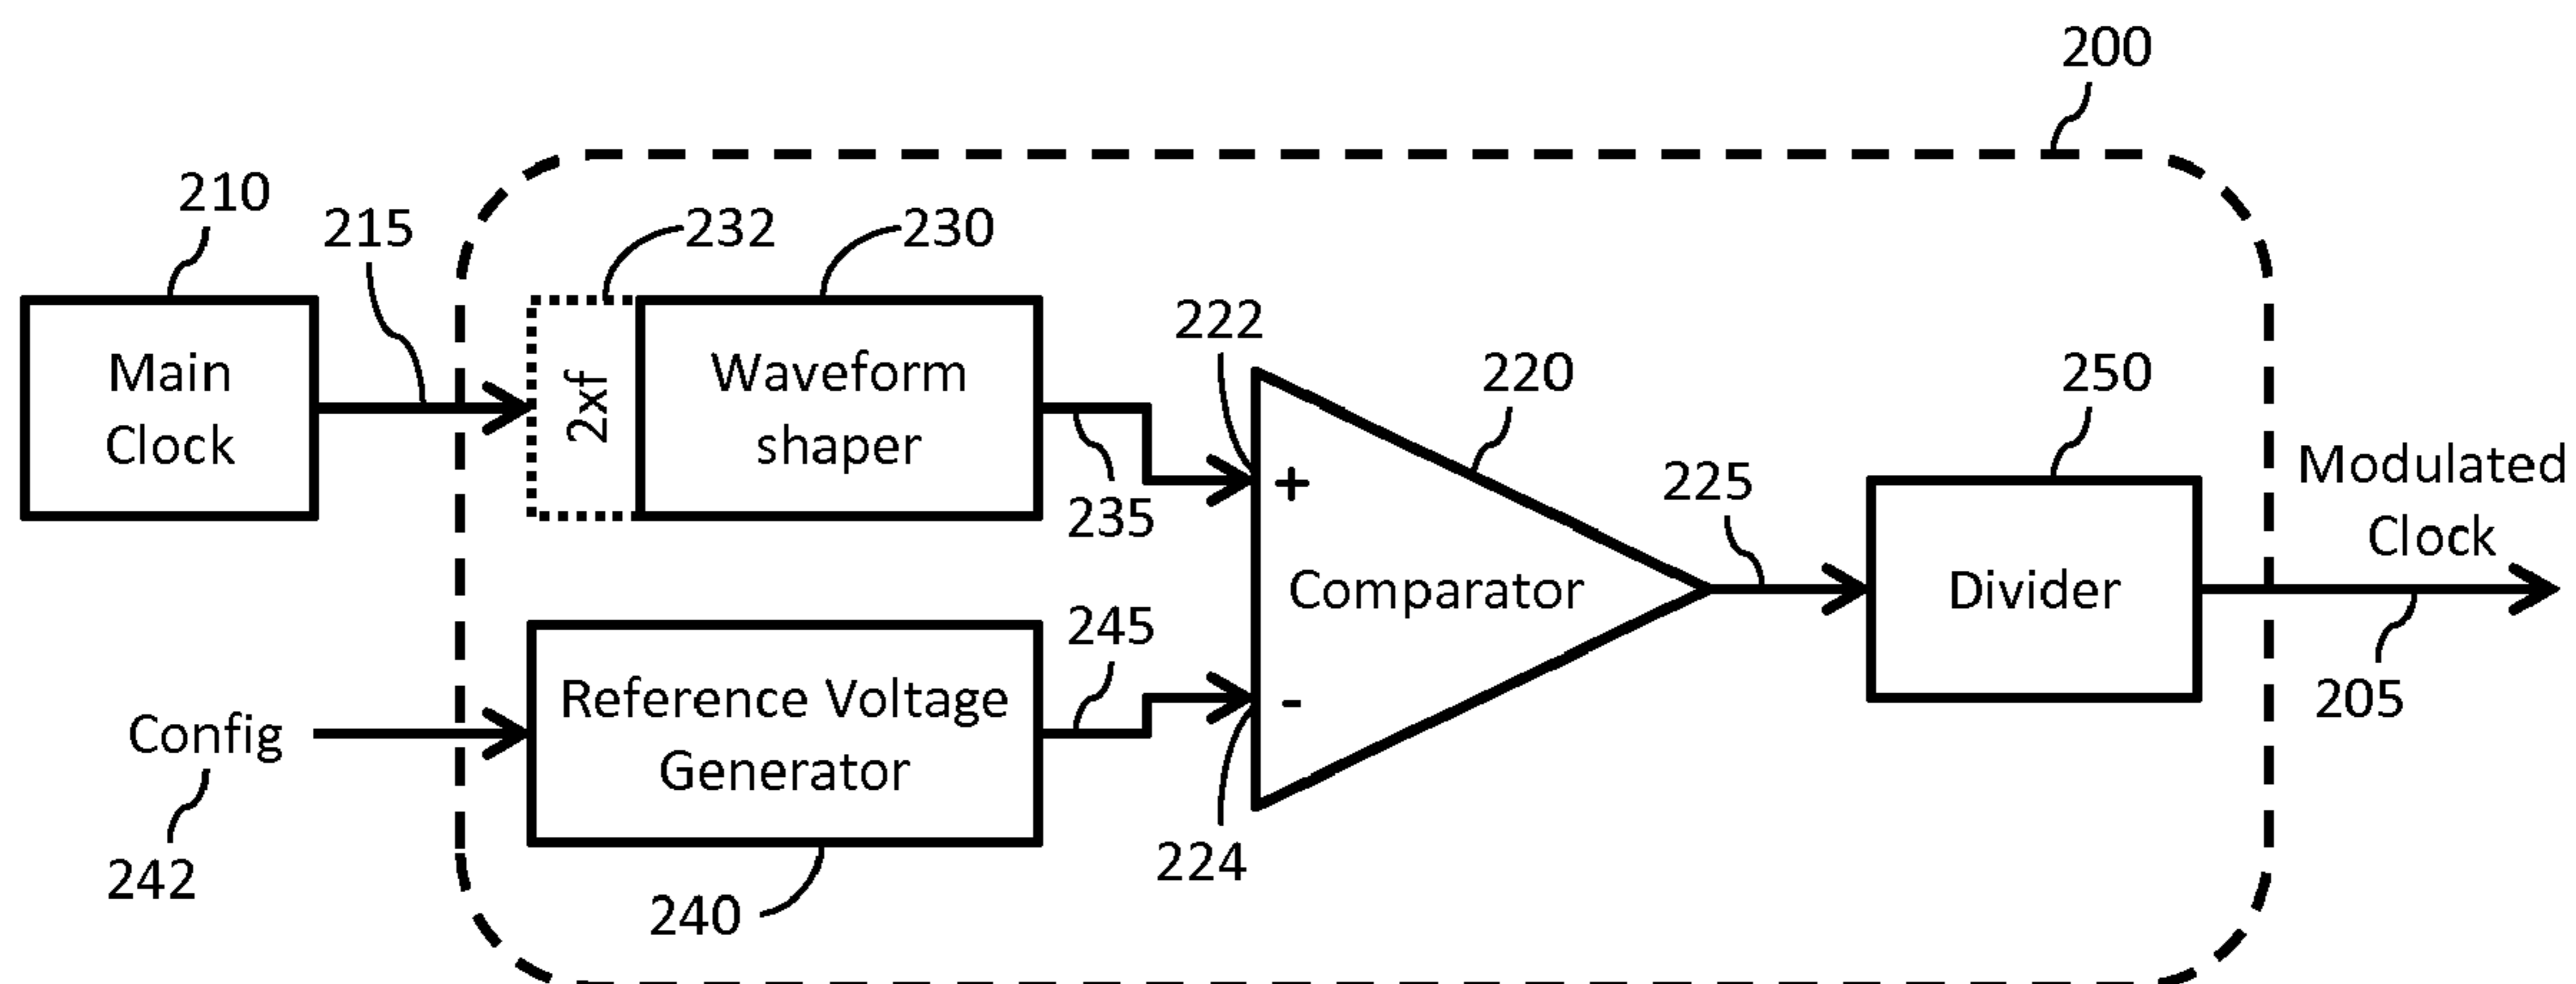 200
210
215
232
230
Main
Clock
2xf
Waveform
shaper
235
222
+
220
250
Comparator
225
Divider
Modulated
Clock
205
Config
242
Reference Voltage
Generator
240
245
-
224